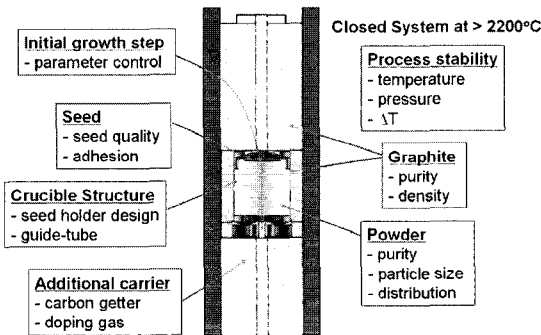 Closed System at > 2200°C
Initial growth step
- parameter control
Process stability
- temperature
- pressure
- ΔT
Seed
- seed quality
- adhesion
Graphite
- purity
- density
Crucible Structure
- seed holder design
- guide-tube
Powder
- purity
- particle size
- distribution
Additional carrier
- carbon getter
- doping gas